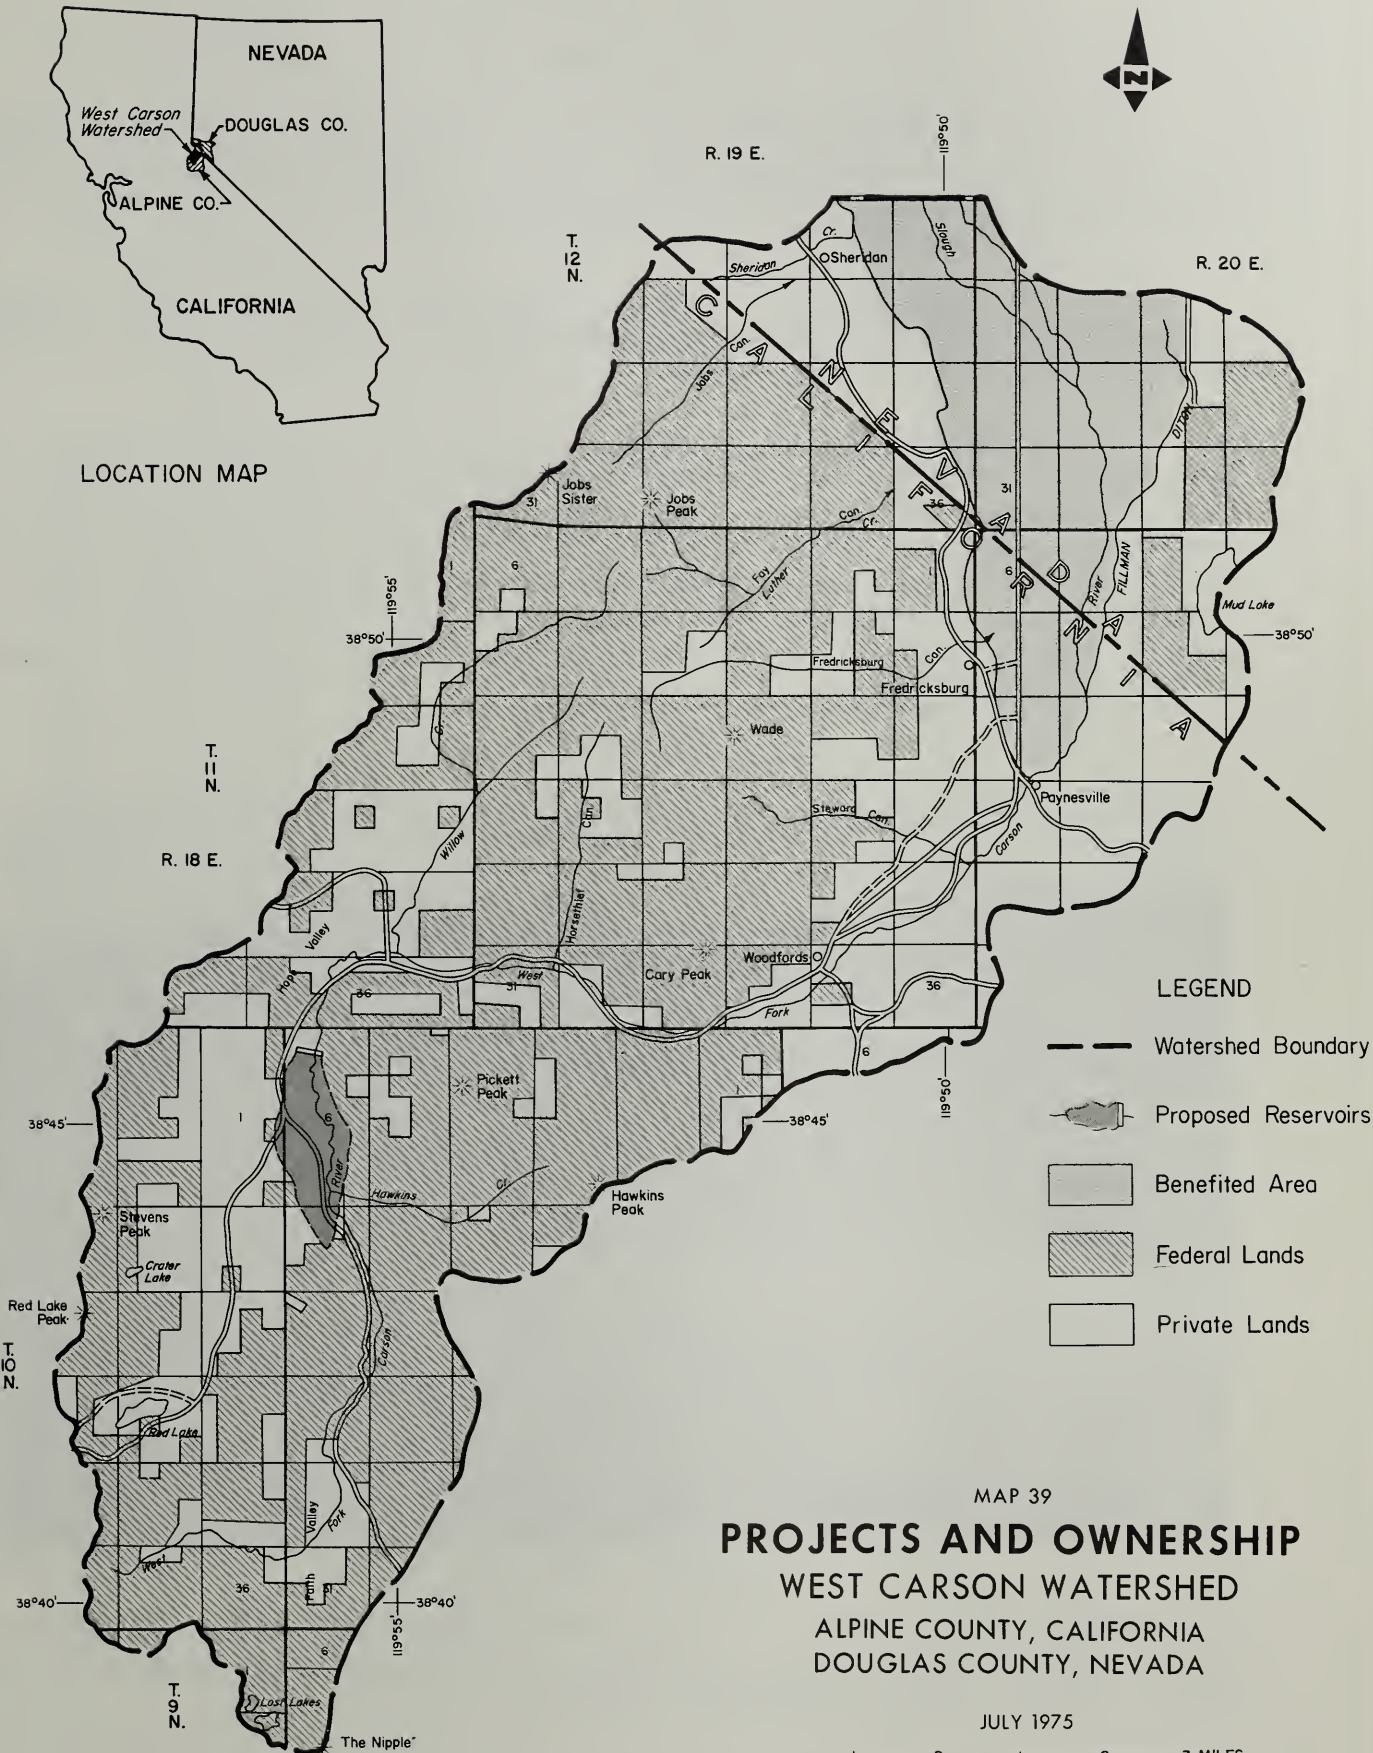 NEVADA
West Carson
Watershed
DOUGLAS CO.
ALPINE CO.
CALIFORNIA
LOCATION MAP
N
R. 19 E.
119°50'
T.
12
N.
Cr.
Sheridan
Sheridan
Slough
R. 20 E.
CALIFORNIA
NEVADA
Jobs
Can.
Jobs
Sister
31
Jobs
Peak
Can.
Cr.
36
31
1
6
Fay
Luther
1
6
River
FILLMAN
Mud Lake
119°55'
38°50'
38°50'
Fredricksburg
Can.
Fredricksburg
Cr.
Wade
T.
11
N.
Paynesville
Steward
Can.
Can.
Carson
Willow
R. 18 E.
Horsethief
Valley
Hope
Woodfords
West
Cary Peak
36
31
Fork
36
6
LEGEND
Watershed Boundary
Proposed Reservoirs
Benefited Area
Federal Lands
Private Lands
Pickett
Peak
1
119°50'
38°45'
38°45'
1
6
River
Hawkins
Cr.
Hawkins
Peak
Stevens
Peak
Crater
Lake
Red Lake
Peak
Carson
T.
10
N.
Red Lake
Valley
Fork
West
36
Faith
31
38°40'
38°40'
119°55'
6
1
T.
9
N.
Lost Lakes
The Nipple
MAP 39
PROJECTS AND OWNERSHIP
WEST CARSON WATERSHED
ALPINE COUNTY, CALIFORNIA
DOUGLAS COUNTY, NEVADA
JULY 1975